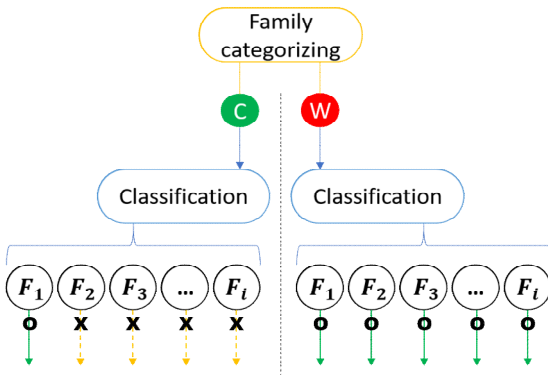 Family
categorizing
C W
Classification Classification
F₁ F₂ F₃ ... Fᵢ F₁ F₂ F₃ ... Fᵢ
o x x x x o o o o o